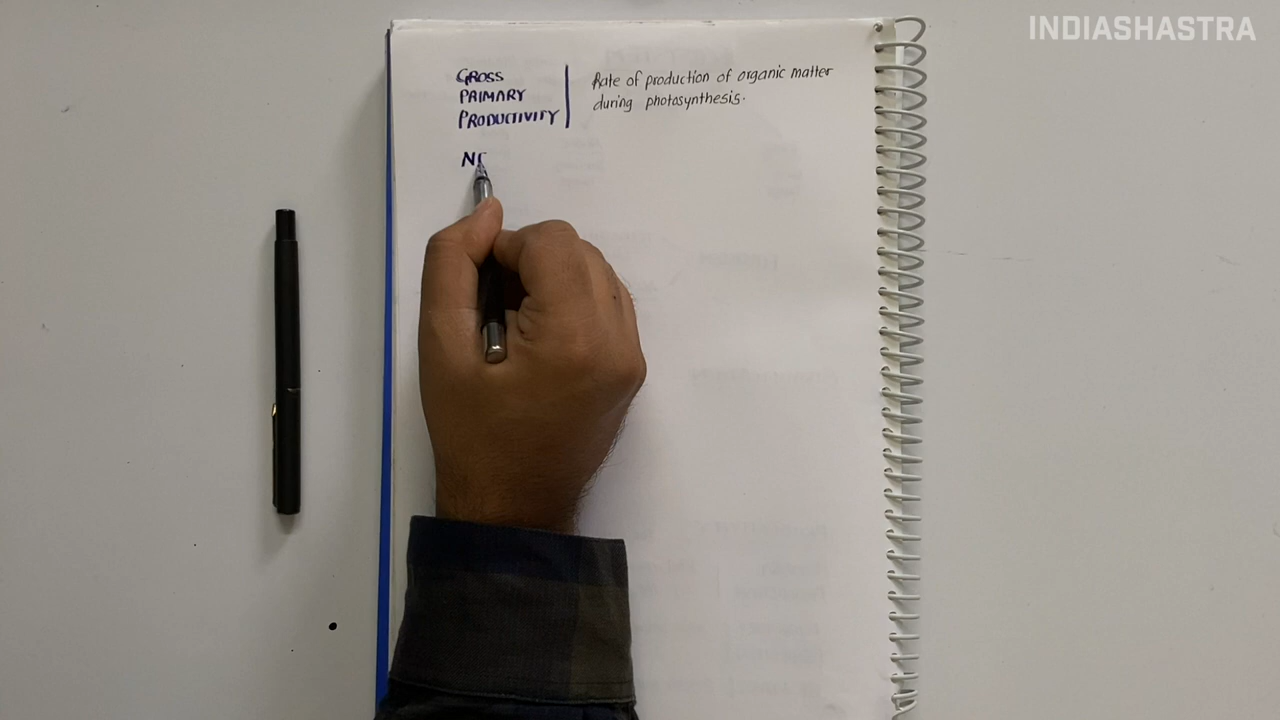 INDIASHASTRA
GROSS
PRIMARY
PRODUCTIVITY
Rate of production of organic matter
during photosynthesis.